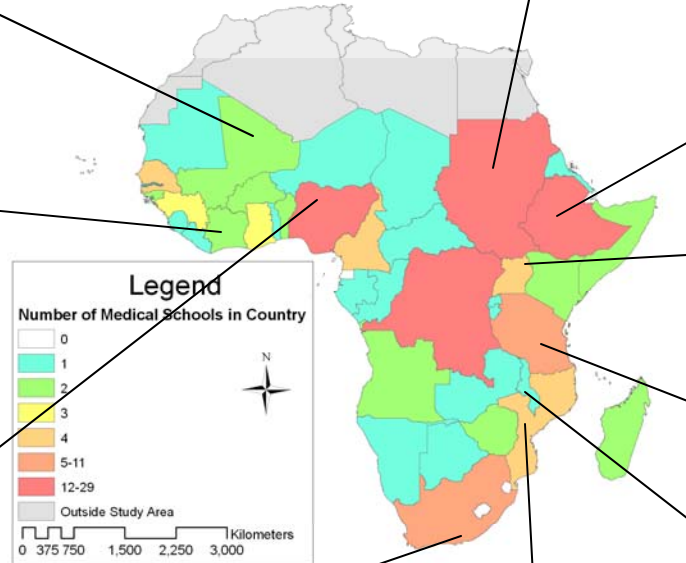 N
Legend
Number of Medical Schools in Country
0
1
2
3
4
5-11
12-29
Outside Study Area
Kilometers
0 375 750 1,500 2,250 3,000